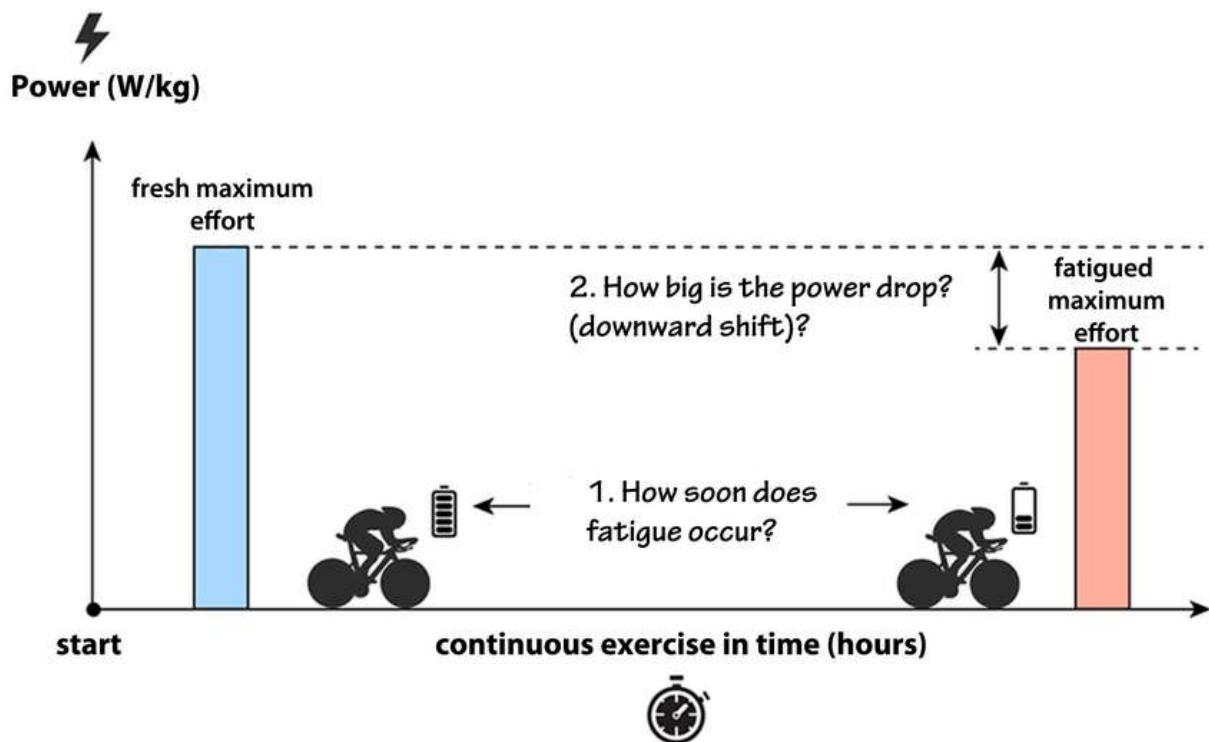 Power (W/kg)
fresh maximum
effort
2. How big is the power drop?
(downward shift)?
fatigued
maximum
effort
1. How soon does
fatigue occur?
start
continuous exercise in time (hours)